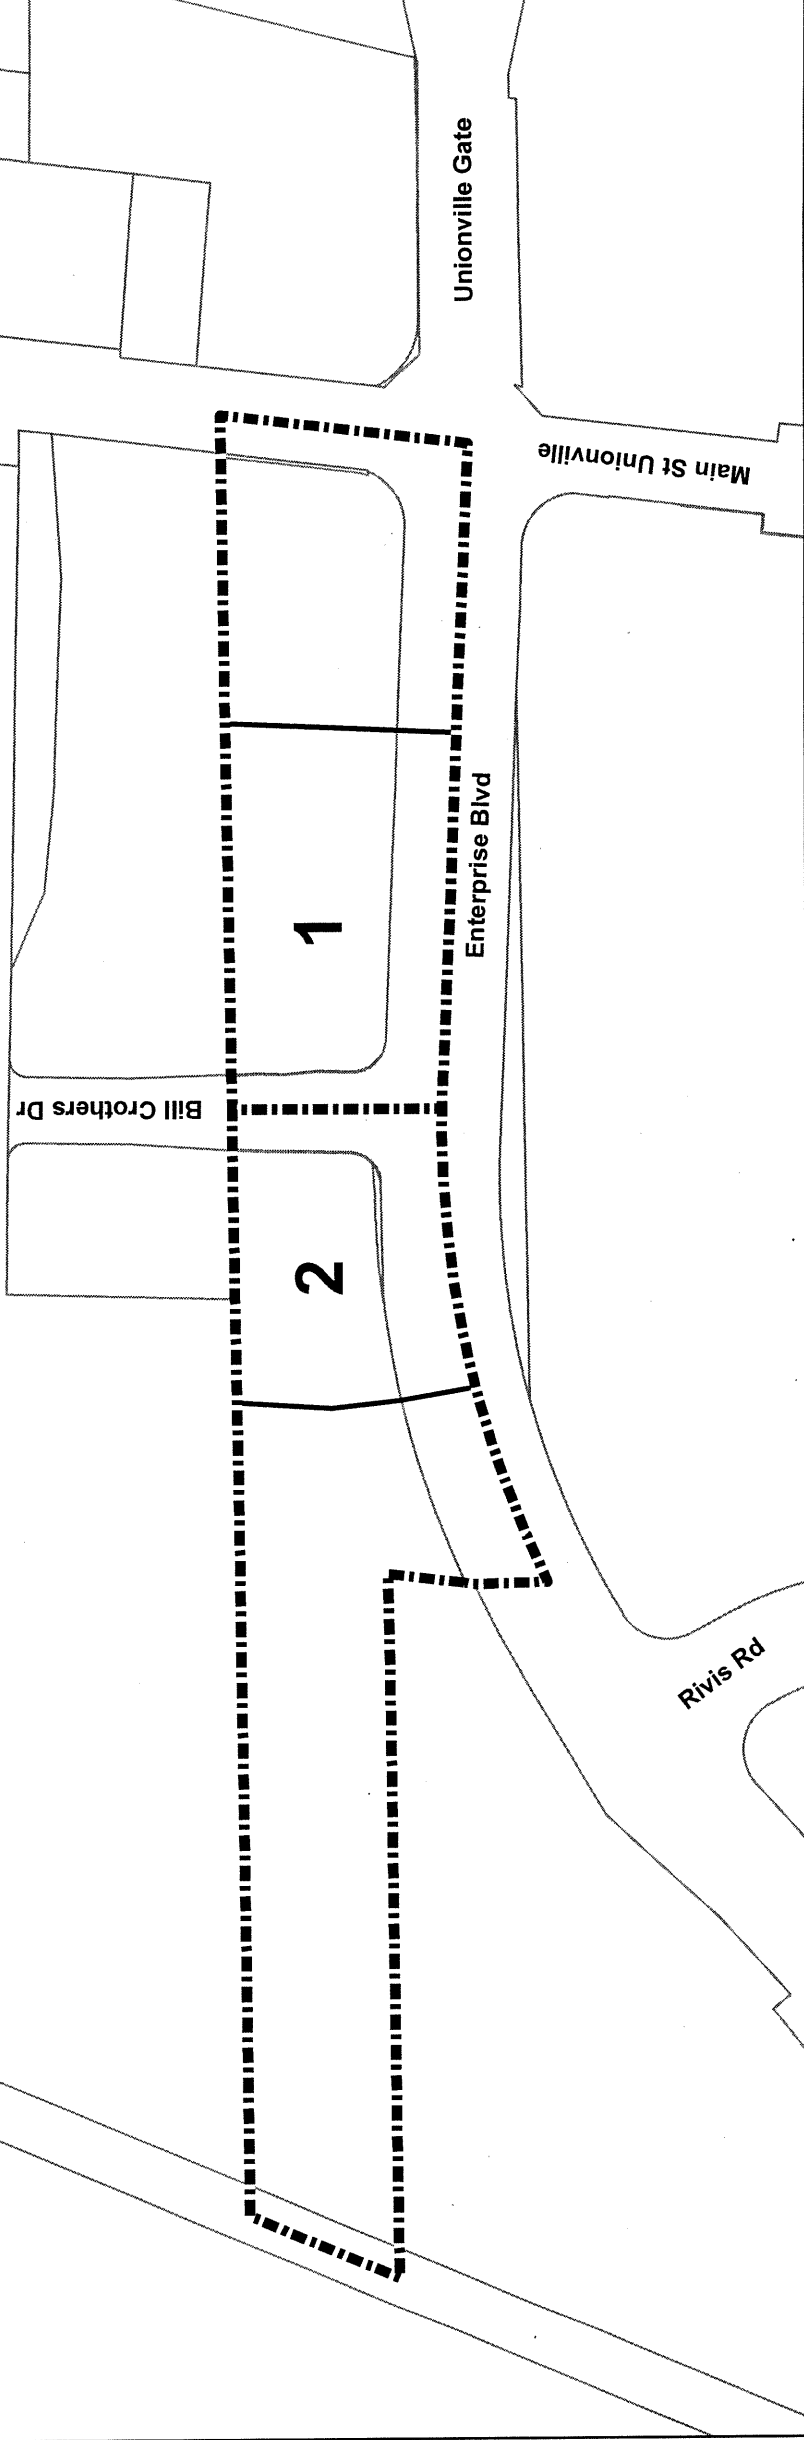 Unionville Gate
Main St Unionville
Enterprise Blvd
1
Bill Crothers Dr
2
Rivis Rd